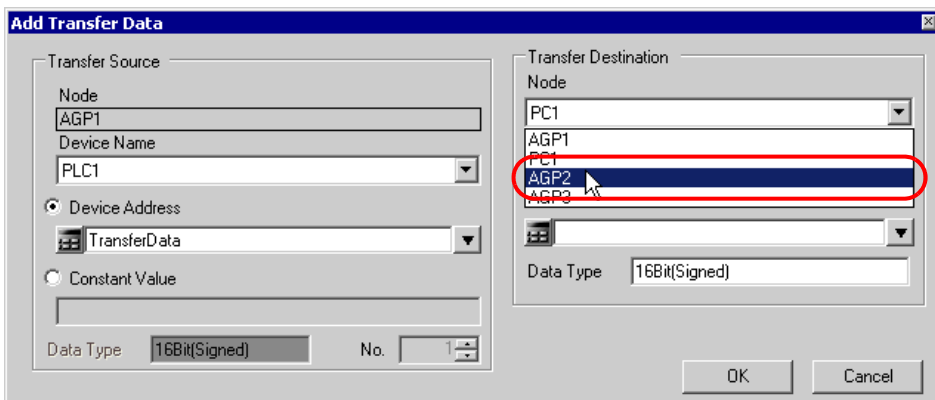 Add Transfer Data
Transfer Source
Node
AGP1
Device Name
PLC1
Device Address
TransferData
Constant Value
Data Type 16Bit(Signed) No. 1
Transfer Destination
Node
PC1
AGP1
PC1
AGP2
AGP3
Data Type 16Bit(Signed)
OK Cancel